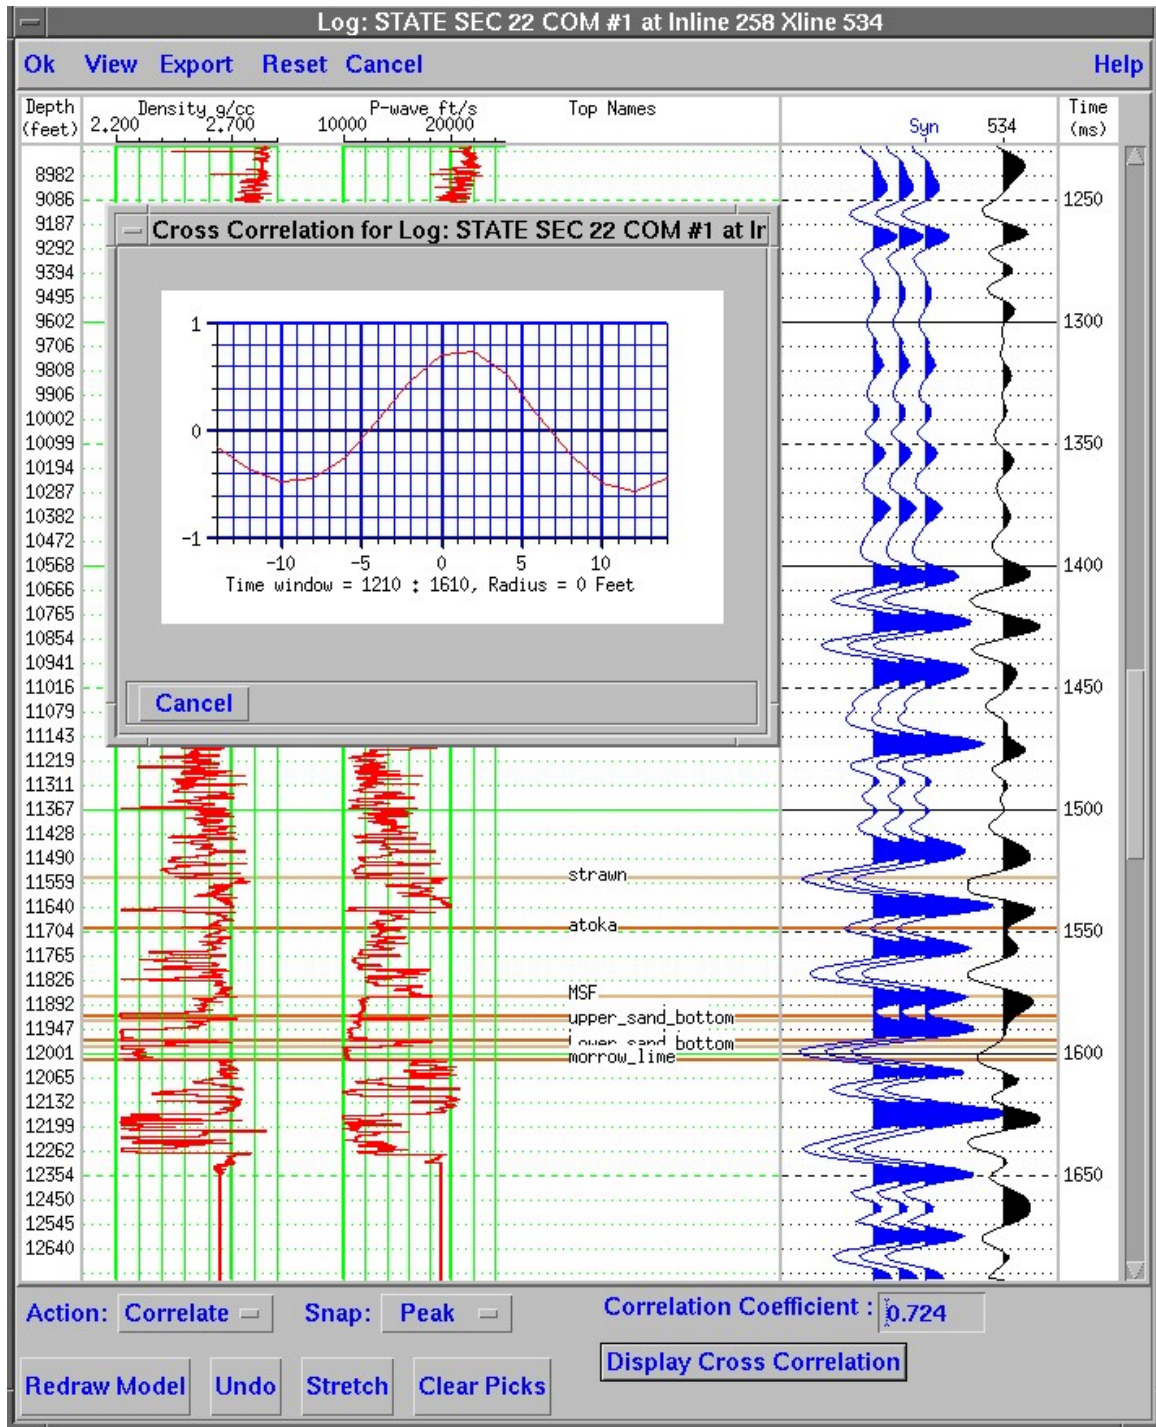 Log: STATE SEC 22 COM #1 at Inline 258 Xline 534
Ok View Export Reset Cancel Help
Depth (feet)
Density g/cc
2.200 2.700
P-wave ft/s
10000 20000
Top Names
Syn 534
Time (ms)
8982
9086
9187
9292
9394
9495
9602
9706
9808
9906
10002
10099
10194
10287
10382
10472
10568
10666
10765
10854
10941
11016
11079
11143
11219
11311
11367
11428
11490
11559
11640
11704
11765
11826
11892
11947
12001
12065
12132
12199
12262
12354
12450
12545
12640
Cross Correlation for Log: STATE SEC 22 COM #1 at Ir
1
0
-1
-10 -5 0 5 10
Time window = 1210 : 1610, Radius = 0 Feet
Cancel
strawn
atoka
MSF
upper_sand_bottom
lower_sand_bottom
morrow_lime
1250
1300
1350
1400
1450
1500
1550
1600
1650
Action: Correlate Snap: Peak Correlation Coefficient : 0.724
Display Cross Correlation
Redraw Model Undo Stretch Clear Picks